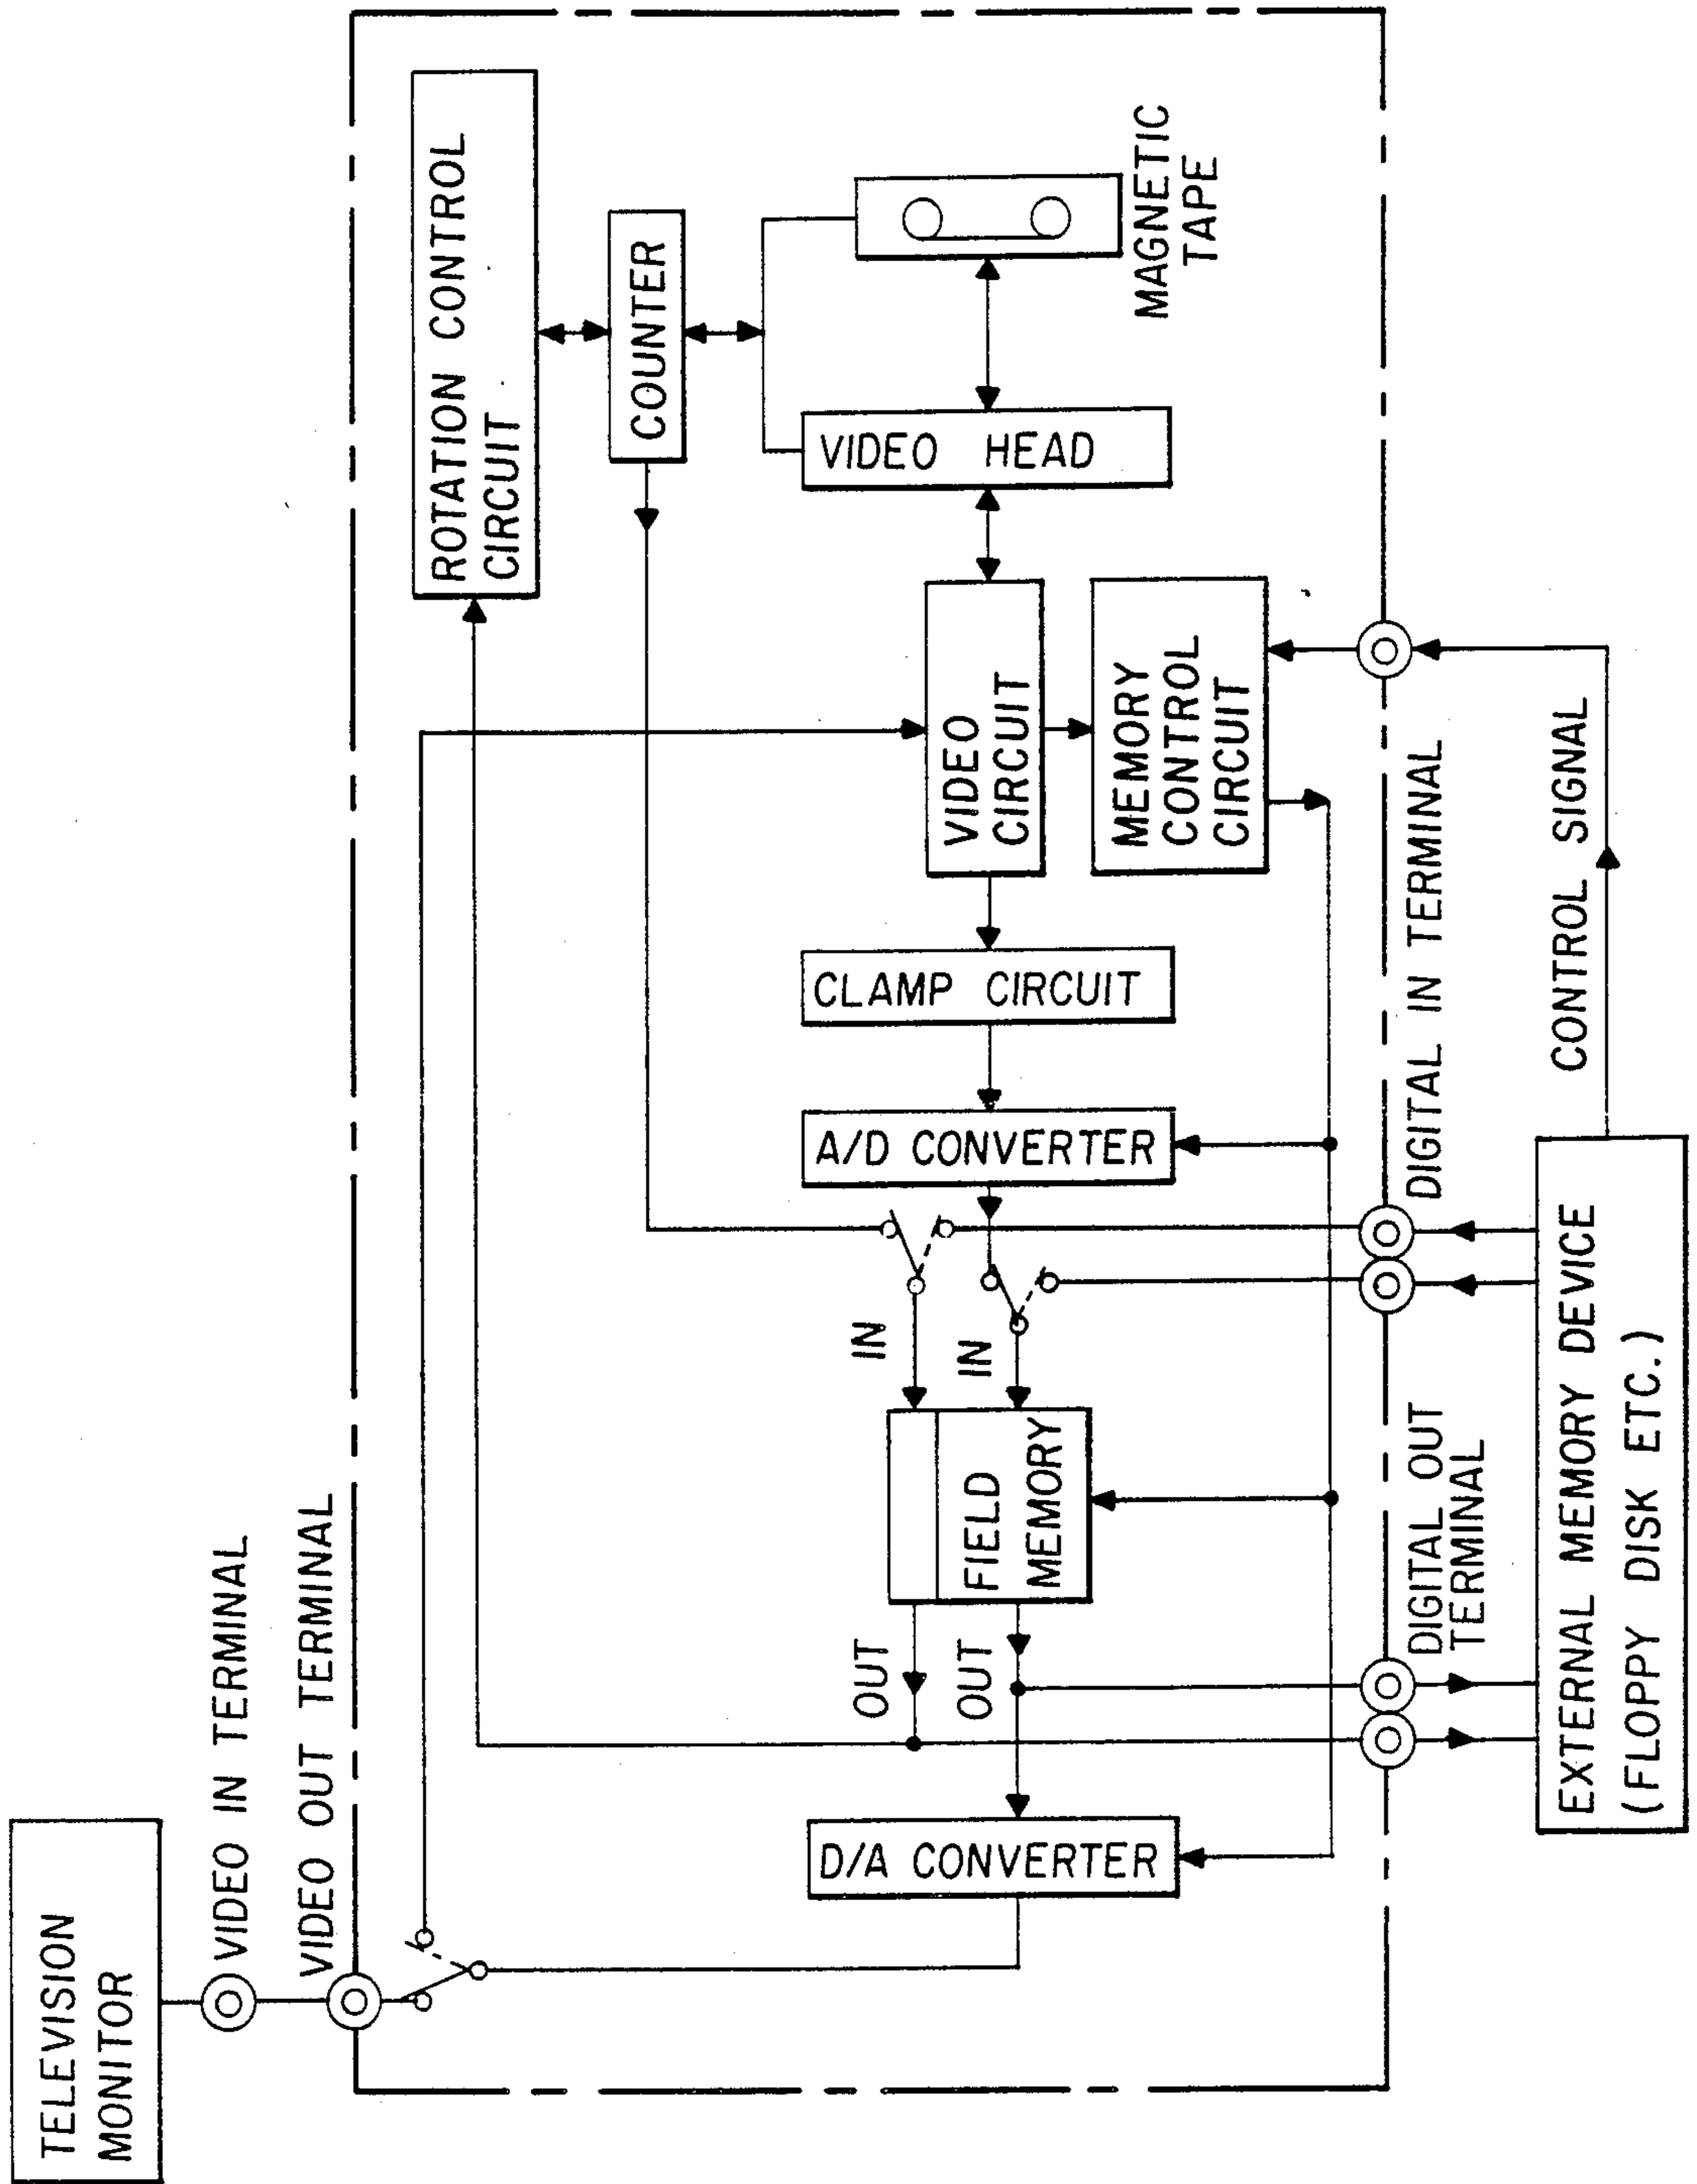 TELEVISION
MONITOR
VIDEO IN TERMINAL
VIDEO OUT TERMINAL
ROTATION CONTROL
CIRCUIT
COUNTER
D/A CONVERTER
OUT
OUT
FIELD
MEMORY
IN
IN
A/D CONVERTER
CLAMP CIRCUIT
VIDEO
CIRCUIT
VIDEO HEAD
MAGNETIC
TAPE
MEMORY
CONTROL
CIRCUIT
DIGITAL OUT
TERMINAL
DIGITAL IN TERMINAL
CONTROL SIGNAL
EXTERNAL MEMORY DEVICE
(FLOPPY DISK ETC.)